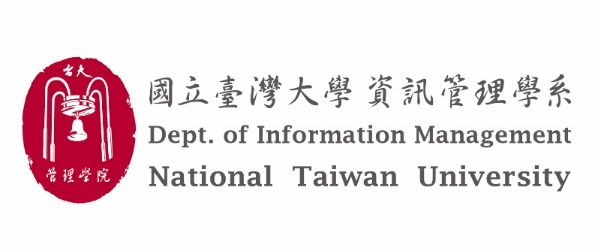 台大
管理學院
國立臺灣大學 資訊管理學系
Dept. of Information Management
National Taiwan University